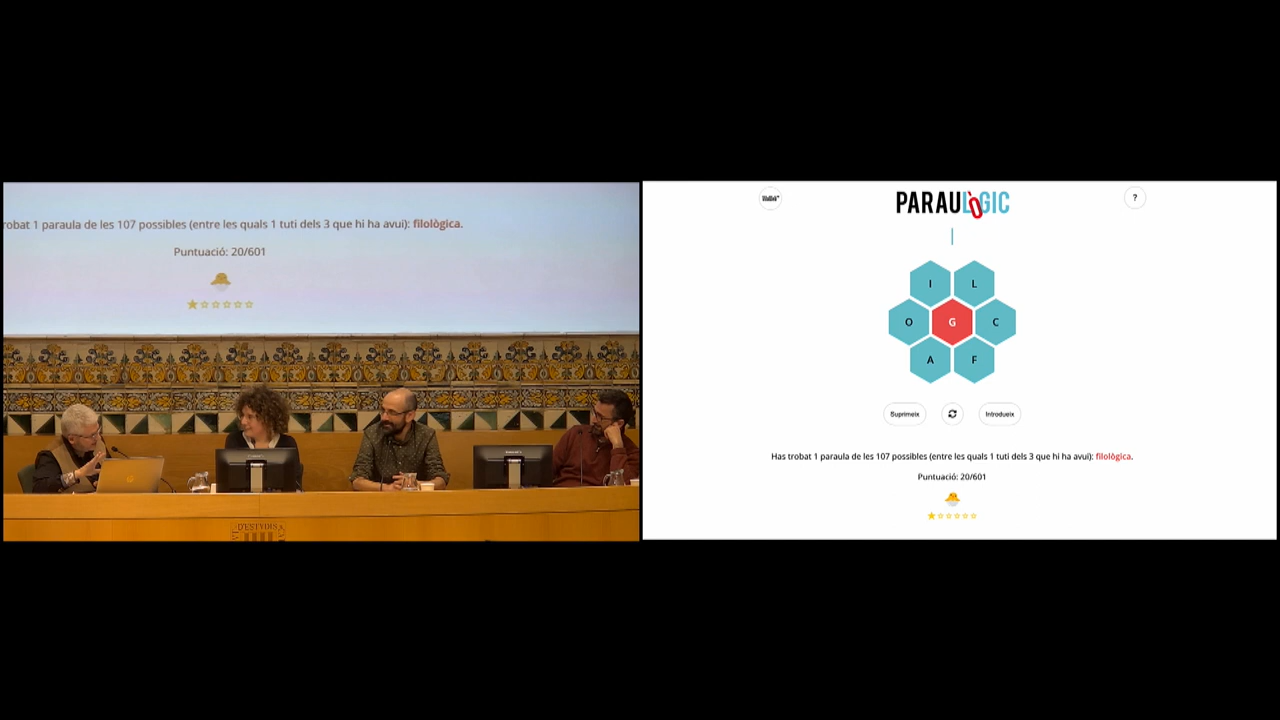 robat 1 paraula de les 107 possibles (entre les quals 1 tuti dels 3 que hi ha avui): filològica.
Puntuació: 20/601
D'ESTVDIS
PARAULÒGIC
?
I
L
O
G
C
A
F
Suprimeix
Introdueix
Has trobat 1 paraula de les 107 possibles (entre les quals 1 tuti dels 3 que hi ha avui): filològica.
Puntuació: 20/601